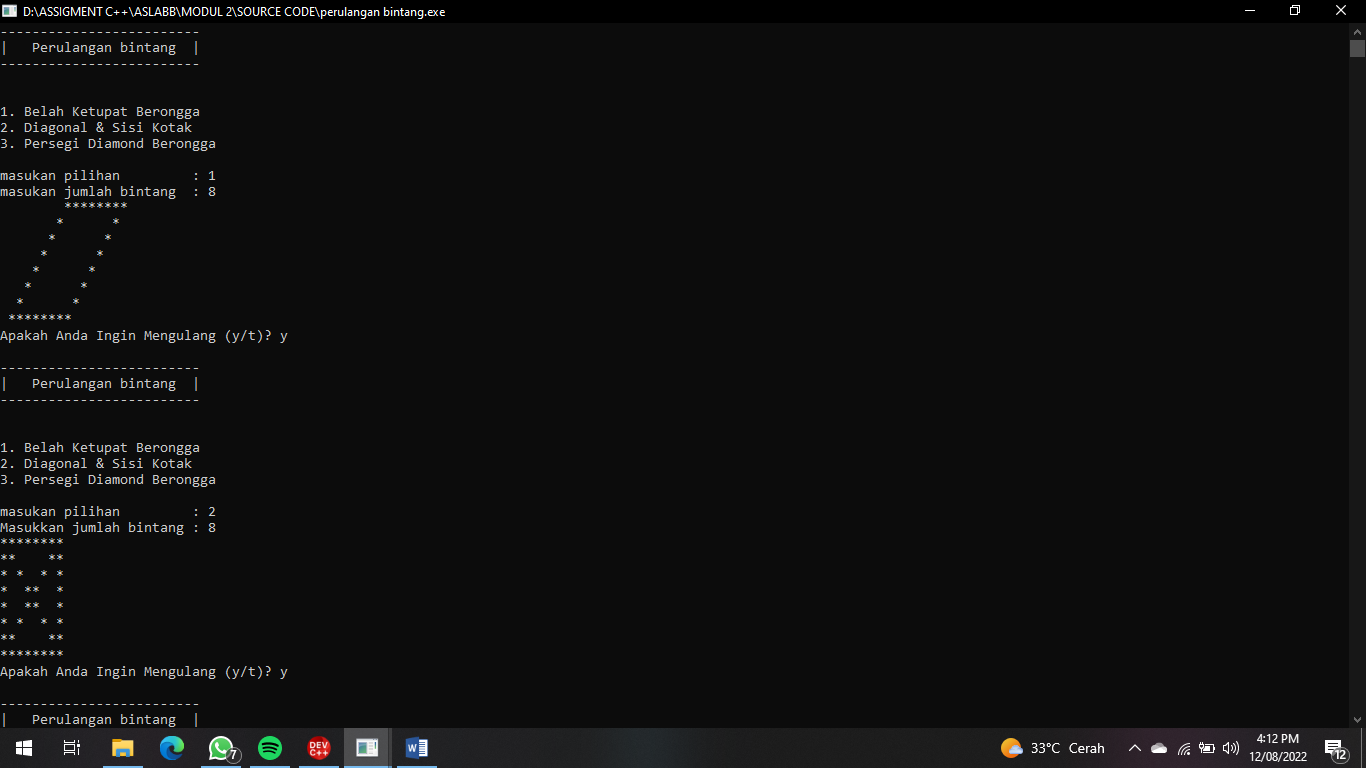 D:\ASSIGMENT C++\ASLABB\MODUL 2\SOURCE CODE\perulangan bintang.exe
-------------------------
|   Perulangan bintang  |
-------------------------
1. Belah Ketupat Berongga
2. Diagonal & Sisi Kotak
3. Persegi Diamond Berongga
masukan pilihan         : 1
masukan jumlah bintang  : 8
        ********
       *      *
      *      *
     *      *
    *      *
   *      *
  *      *
 ********
Apakah Anda Ingin Mengulang (y/t)? y
-------------------------
|   Perulangan bintang  |
-------------------------
1. Belah Ketupat Berongga
2. Diagonal & Sisi Kotak
3. Persegi Diamond Berongga
masukan pilihan         : 2
Masukkan jumlah bintang : 8
********
**    **
* *  * *
*  **  *
*  **  *
* *  * *
**    **
********
Apakah Anda Ingin Mengulang (y/t)? y
-------------------------
|   Perulangan bintang  |
7
DEV C++
33°C Cerah
4:12 PM
12/08/2022
12